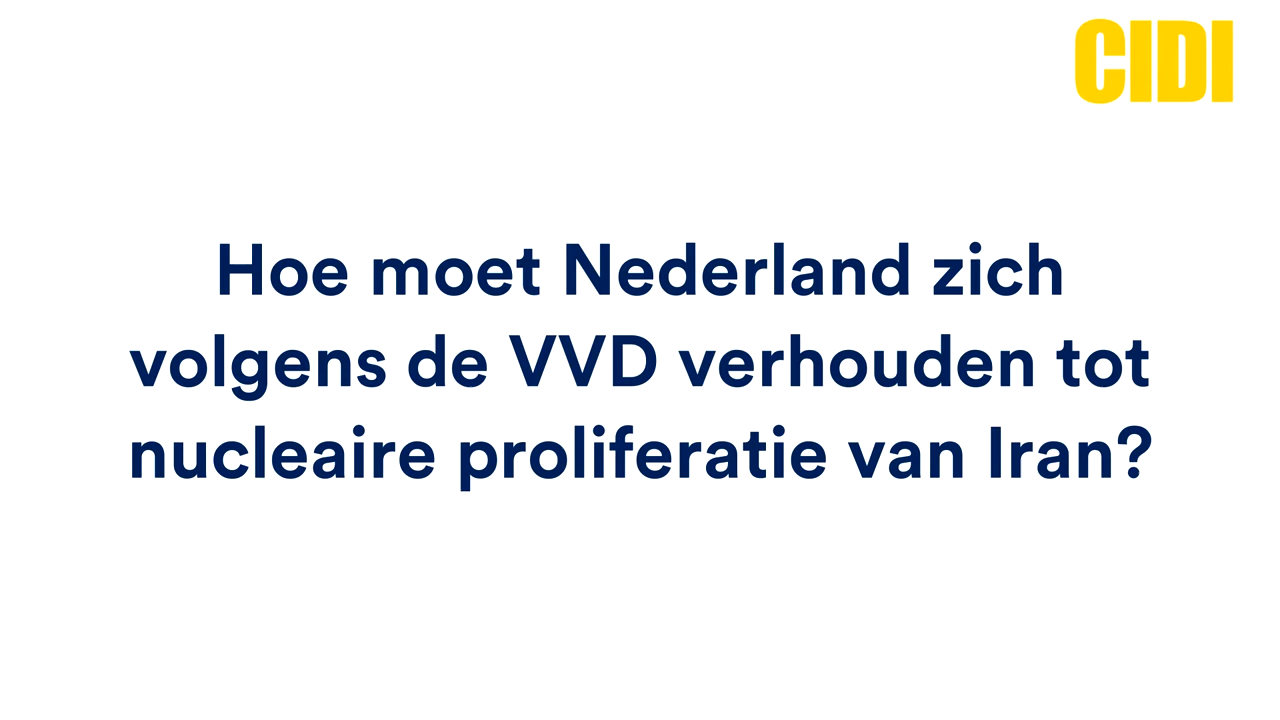 CIDI
Hoe moet Nederland zich
volgens de VVD verhouden tot
nucleaire proliferatie van Iran?